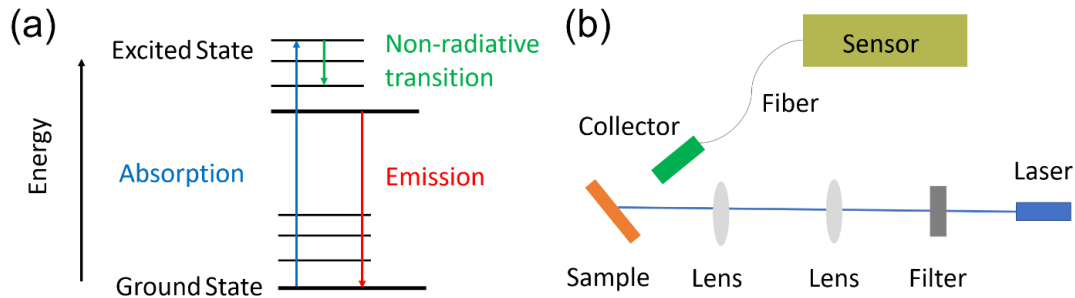 (a)
Excited State
Non-radiative
transition
Energy
Absorption
Emission
Ground State
(b)
Sensor
Fiber
Collector
Laser
Sample
Lens
Lens
Filter